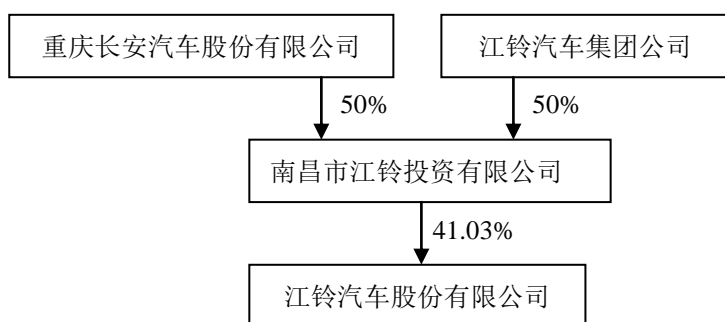 重庆长安汽车股份有限公司
江铃汽车集团公司
50%
50%
南昌市江铃投资有限公司
41.03%
江铃汽车股份有限公司